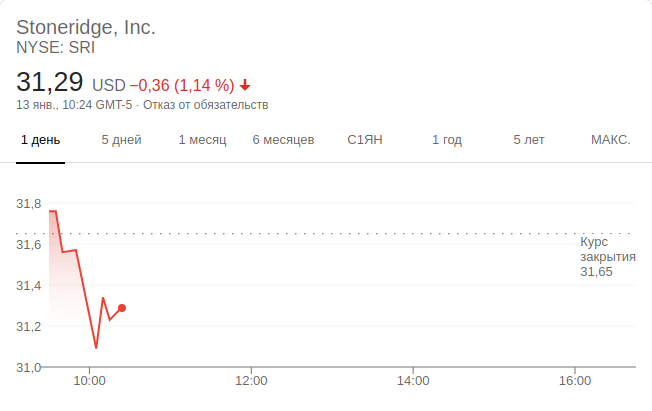 Stoneridge, Inc.
NYSE: SRI
31,29 USD −0,36 (1,14 %)
13 янв., 10:24 GMT-5 · Отказ от обязательств
1 день 5 дней 1 месяц 6 месяцев С1ЯН 1 год 5 лет МАКС.
31,8
31,6
31,4
31,2
31,0
Курс
закрытия
31,65
10:00 12:00 14:00 16:00